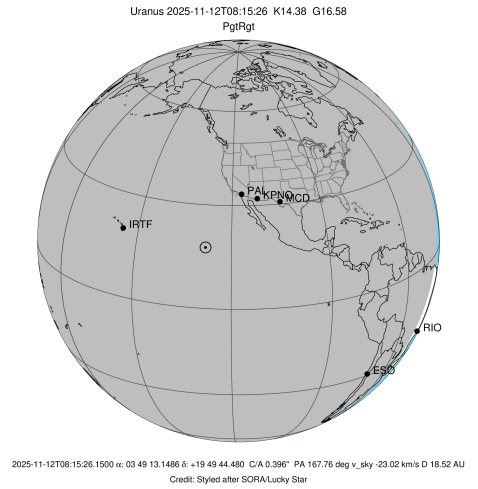 Uranus 2025-11-12T08:15:26 K14.38 G16.58
PgtRgt
PAL
KPNO
MCD
IRTF
RIO
ESO
2025-11-12T08:15:26.1500 α: 03 49 13.1486 δ: +19 49 44.480 C/A 0.396" PA 167.76 deg v_sky -23.02 km/s D 18.52 AU
Credit: Styled after SORA/Lucky Star